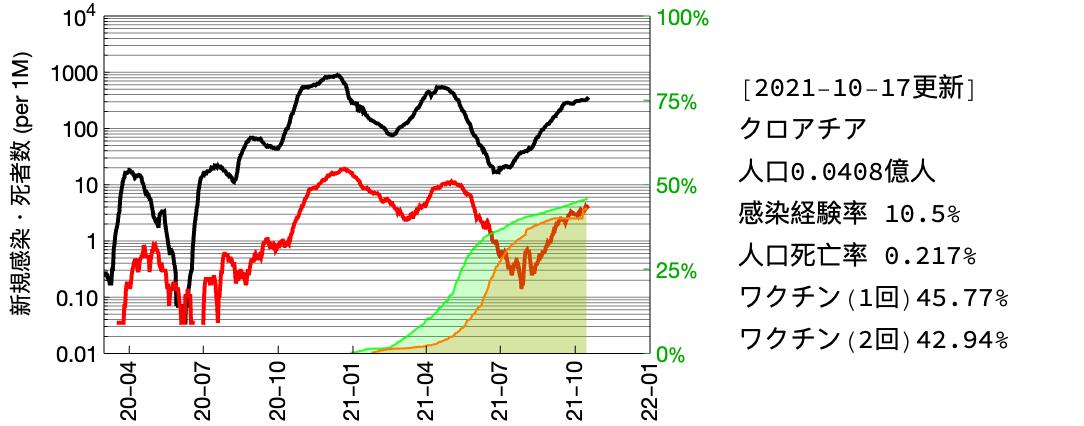 新規感染・死者数 (per 1M)
10^4
1000
100
10
1
0.10
0.01
100%
75%
50%
25%
0%
20-04
20-07
20-10
21-01
21-04
21-07
21-10
22-01
[2021-10-17更新]
クロアチア
人口0.0408億人
感染経験率 10.5%
人口死亡率 0.217%
ワクチン(1回)45.77%
ワクチン(2回)42.94%